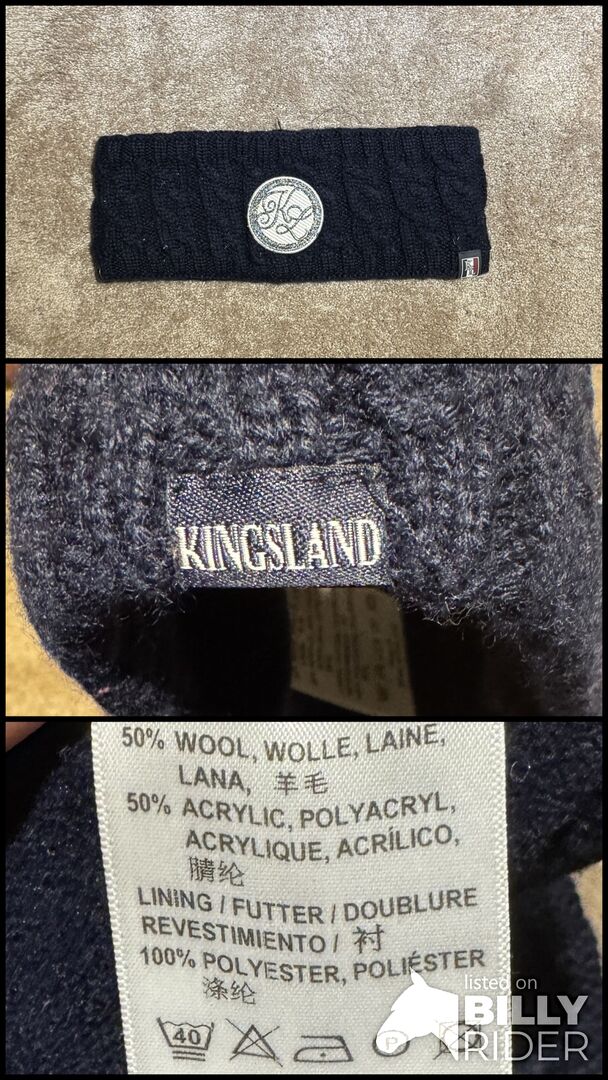 KL
KINGSLAND
50% WOOL, WOLLE, LAINE,
LANA, 羊毛
50% ACRYLIC, POLYACRYL,
ACRYLIQUE, ACRÍLICO,
腈纶
LINING / FUTTER / DOUBLURE
REVESTIMIENTO / 衬
100% POLYESTER, POLIÉSTER
涤纶
40
P
listed on
BILLY
RIDER